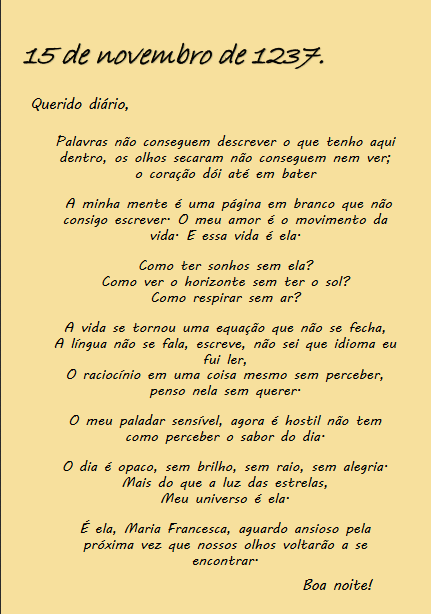 15 de novembro de 1237.
Querido diário,
Palavras não conseguem descrever o que tenho aqui
dentro, os olhos secaram não conseguem nem ver;
o coração dói até em bater
A minha mente é uma página em branco que não
consigo escrever. O meu amor é o movimento da
vida. E essa vida é ela.
Como ter sonhos sem ela?
Como ver o horizonte sem ter o sol?
Como respirar sem ar?
A vida se tornou uma equação que não se fecha,
A língua não se fala, escreve, não sei que idioma eu
fui ler,
O raciocínio em uma coisa mesmo sem perceber,
penso nela sem querer.
O meu paladar sensível, agora é hostil não tem
como perceber o sabor do dia.
O dia é opaco, sem brilho, sem raio, sem alegria.
Mais do que a luz das estrelas,
Meu universo é ela.
É ela, Maria Francesca, aguardo ansioso pela
próxima vez que nossos olhos voltarão a se
encontrar.
Boa noite!